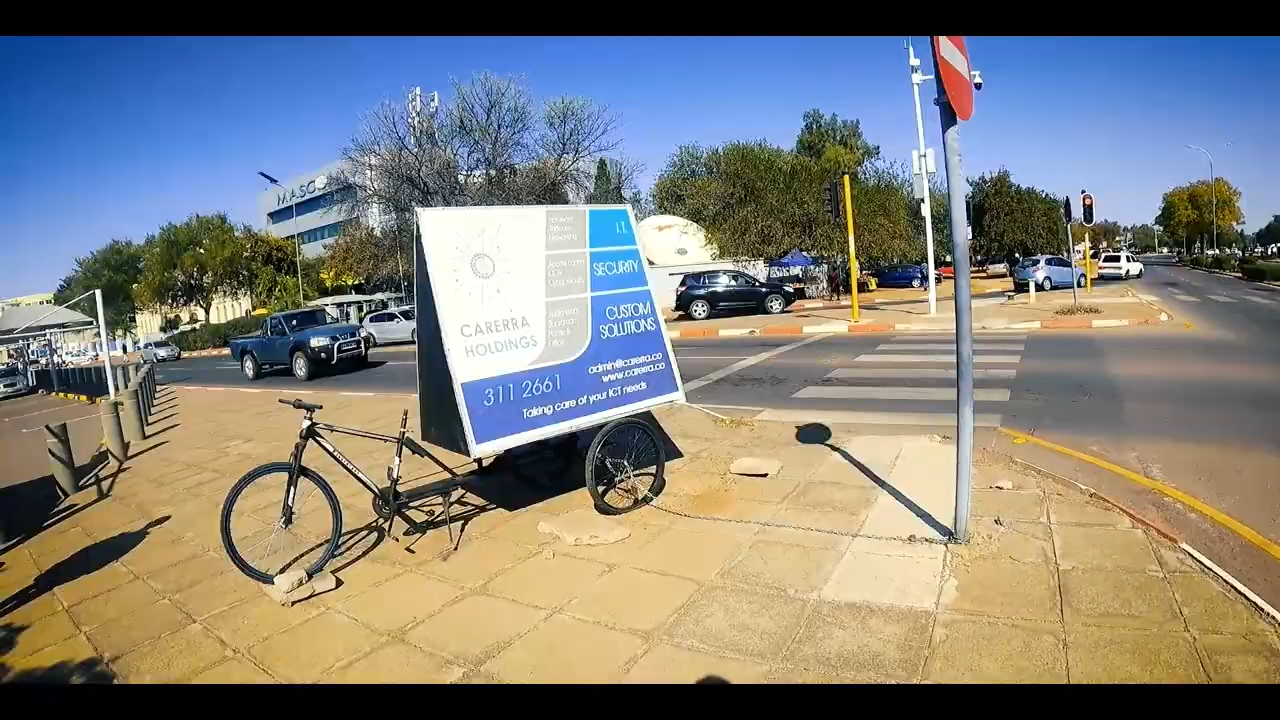 MASCO
I.T.
SECURITY
CUSTOM
SOLUTIONS
CARERRA
HOLDINGS
311 2661
admin@carerra.co
www.carerra.co
Taking care of your ICT needs